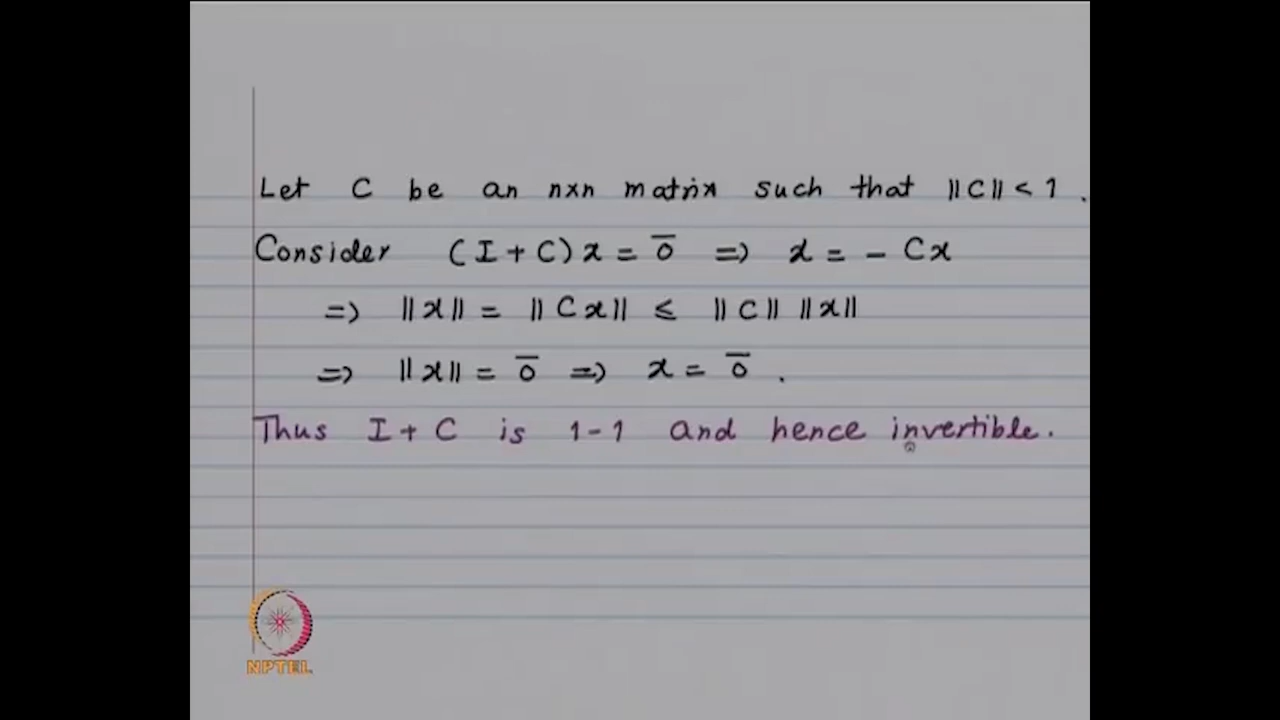 Let C be an n×n matrix such that ||C|| < 1.
Consider (I + C) x = 0̅ => x = - Cx
=> ||x|| = ||Cx|| ≤ ||C|| ||x||
=> ||x|| = 0̅ => x = 0̅ .
Thus I + C is 1-1 and hence invertible.
NPTEL